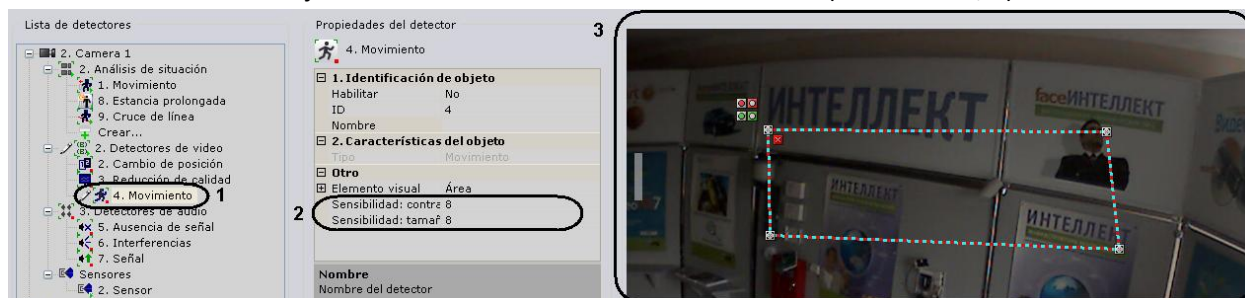 Lista de detectores
2. Camera 1
2. Análisis de situación
1. Movimiento
8. Estancia prolongada
9. Cruce de línea
Crear...
2. Detectores de video
2. Cambio de posición
3. Reducción de calidad
4. Movimiento
1
3. Detectores de audio
5. Ausencia de señal
6. Interferencias
7. Señal
Sensores
2. Sensor
Propiedades del detector
4. Movimiento
1. Identificación de objeto
Habilitar No
ID 4
Nombre
2. Características del objeto
Tipo Movimiento
Otro
Elemento visual Área
2
Sensibilidad: contra 8
Sensibilidad: tamañ 8
Nombre
Nombre del detector
3
ИНТЕЛЛЕКТ
faceИНТЕЛЛЕКТ
ИНТЕЛЛЕКТ
ИНТЕЛЛЕКТ